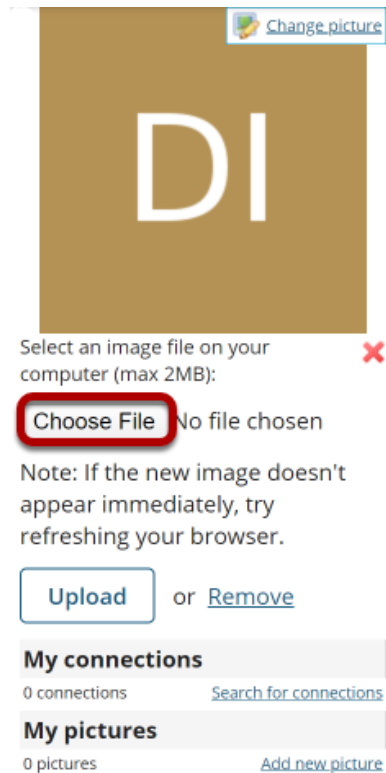 Change picture
DI
Select an image file on your
computer (max 2MB):
Choose File No file chosen
Note: If the new image doesn't
appear immediately, try
refreshing your browser.
Upload or Remove
My connections
0 connections Search for connections
My pictures
0 pictures Add new picture